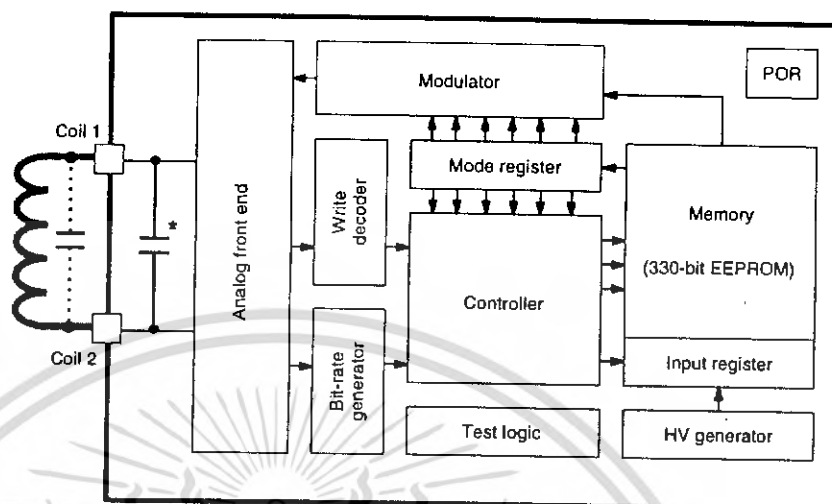 Modulator
POR
Coil 1
Mode register
Analog front end
Write
decoder
Memory
(330-bit EEPROM)
*
Controller
Coil 2
Bit-rate
generator
Input register
Test logic
HV generator